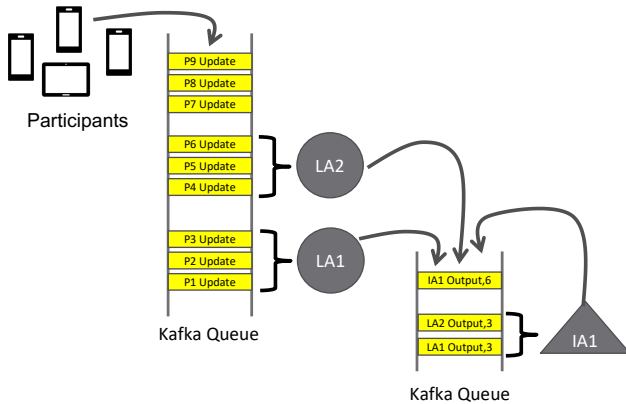 Participants
P9 Update
P8 Update
P7 Update
P6 Update
P5 Update
P4 Update
LA2
P3 Update
P2 Update
P1 Update
LA1
Kafka Queue
IA1 Output,6
LA2 Output,3
LA1 Output,3
IA1
Kafka Queue